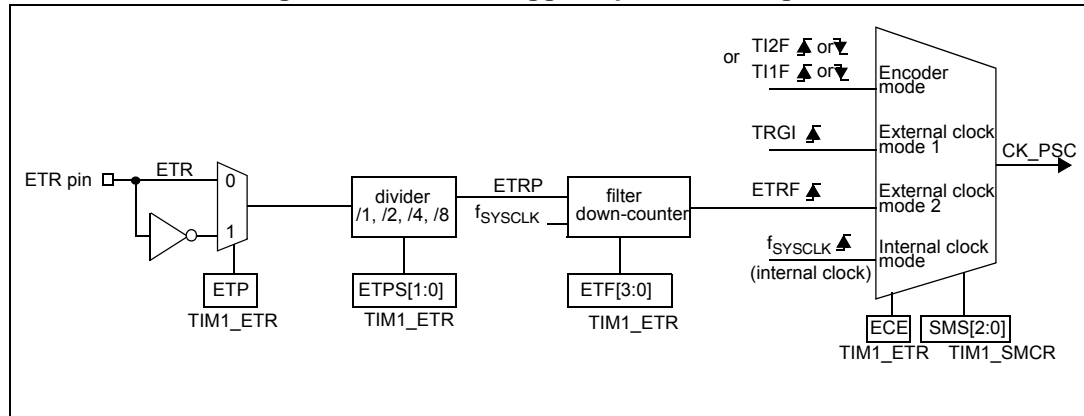 or
TI2F or
TI1F or
Encoder mode
TRGI
External clock mode 1
CK_PSC
ETR pin
ETR
0
1
divider
/1, /2, /4, /8
ETRP
fSYSCLK
filter
down-counter
ETRF
External clock mode 2
fSYSCLK
(internal clock)
Internal clock mode
ETP
TIM1_ETR
ETPS[1:0]
TIM1_ETR
ETF[3:0]
TIM1_ETR
ECE
TIM1_ETR
SMS[2:0]
TIM1_SMCR